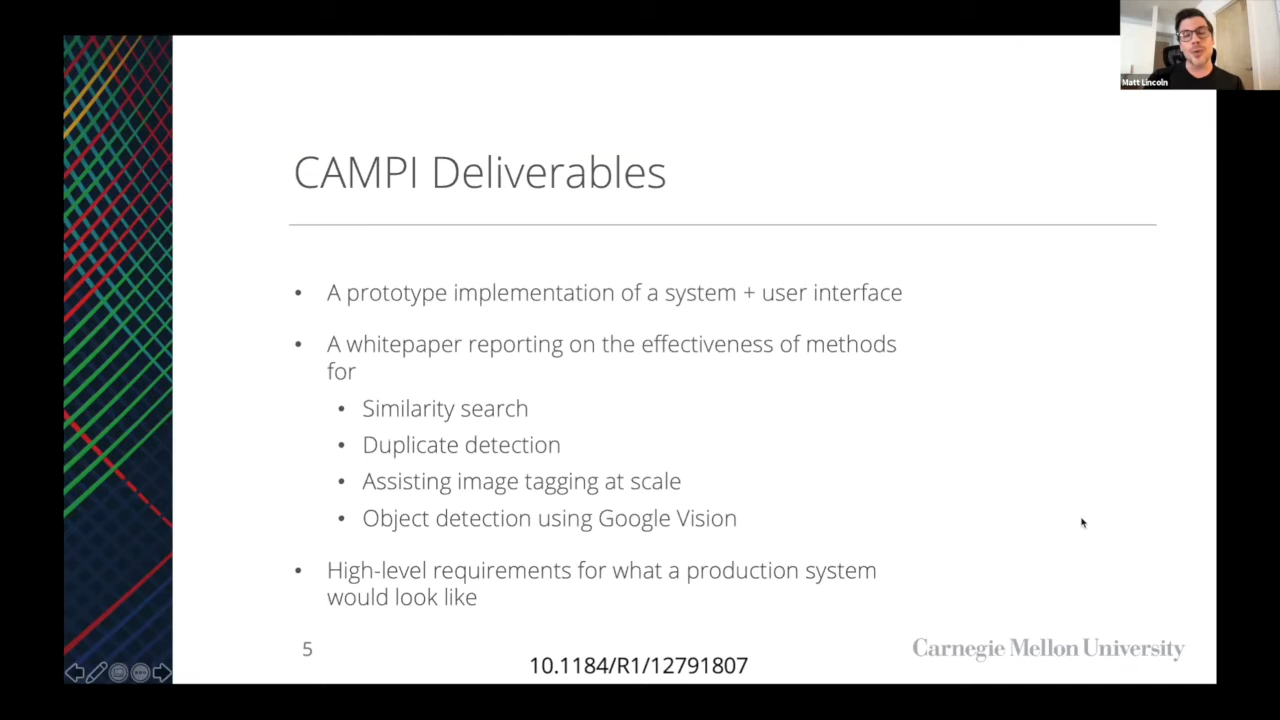 Matt Lincoln
CAMPI Deliverables
• A prototype implementation of a system + user interface
• A whitepaper reporting on the effectiveness of methods
for
• Similarity search
• Duplicate detection
• Assisting image tagging at scale
• Object detection using Google Vision
• High-level requirements for what a production system
would look like
5
Carnegie Mellon University
10.1184/R1/12791807